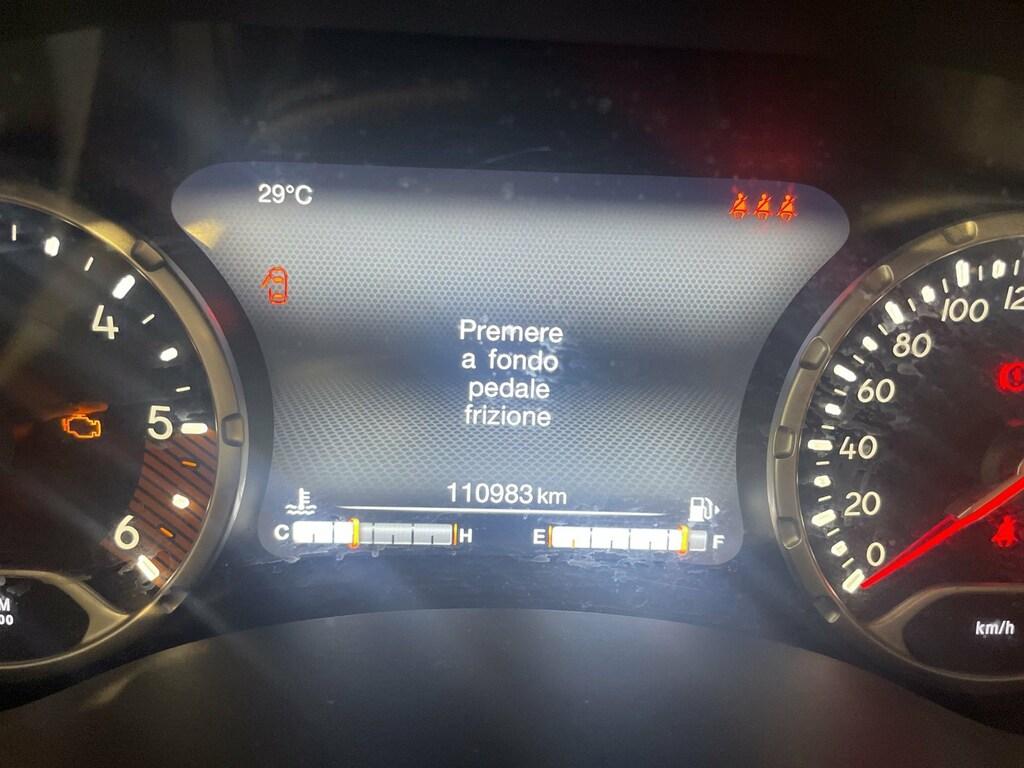 29°C
Premere
a fondo
pedale
frizione
110983 km
C H
E F
4
5
6
0
20
40
60
80
100
km/h